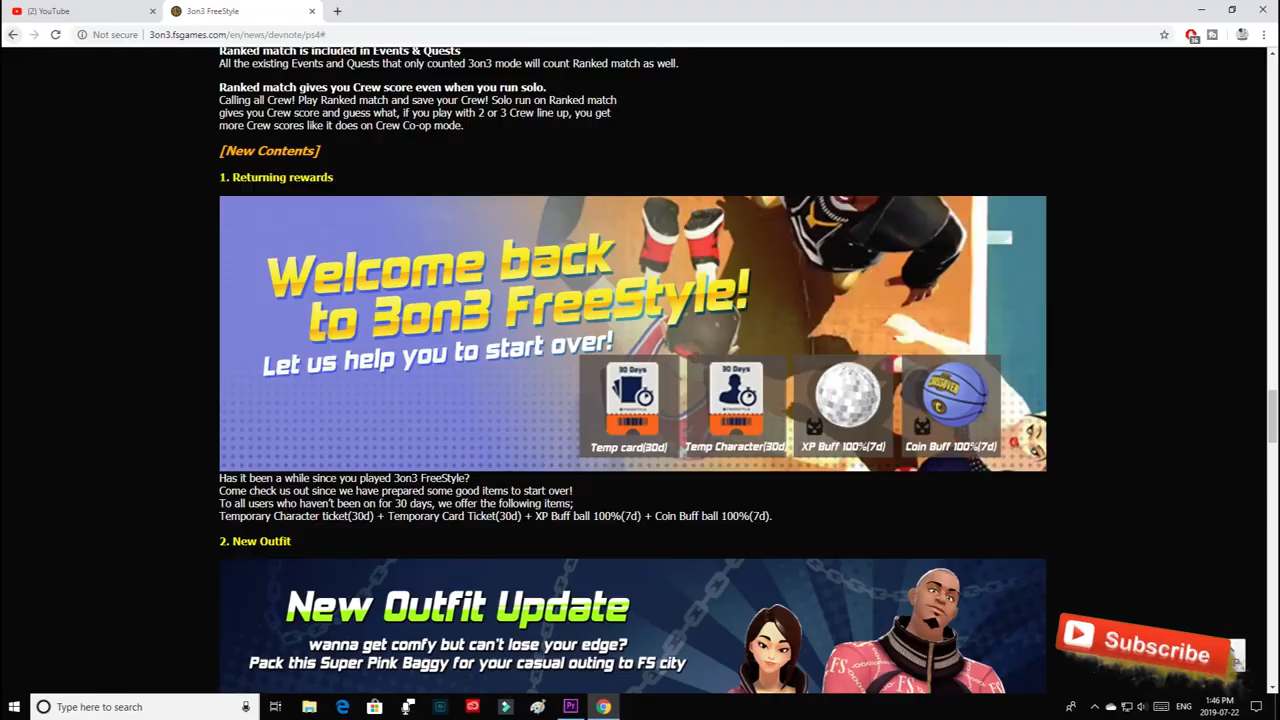 (2) YouTube
3on3 FreeStyle
Not secure
3on3.fsgames.com/en/news/devnote/ps4#
36
Ranked match is included in Events & Quests
All the existing Events and Quests that only counted 3on3 mode will count Ranked match as well.
Ranked match gives you Crew score even when you run solo.
Calling all Crew! Play Ranked match and save your Crew! Solo run on Ranked match
gives you Crew score and guess what, if you play with 2 or 3 Crew line up, you get
more Crew scores like it does on Crew Co-op mode.
[New Contents]
1. Returning rewards
Welcome back
to 3on3 FreeStyle!
Let us help you to start over!
30 Days
30 Days
Temp card(30d)
Temp Character(30d)
XP Buff 100%(7d)
Coin Buff 100%(7d)
Has it been a while since you played 3on3 FreeStyle?
Come check us out since we have prepared some good items to start over!
To all users who haven't been on for 30 days, we offer the following items;
Temporary Character ticket(30d) + Temporary Card Ticket(30d) + XP Buff ball 100%(7d) + Coin Buff ball 100%(7d).
2. New Outfit
New Outfit Update
wanna get comfy but can't lose your edge?
Pack this Super Pink Baggy for your casual outing to FS city
FS
FS
Subscribe
Type here to search
Pr
ENG
1:46 PM
2019-07-22